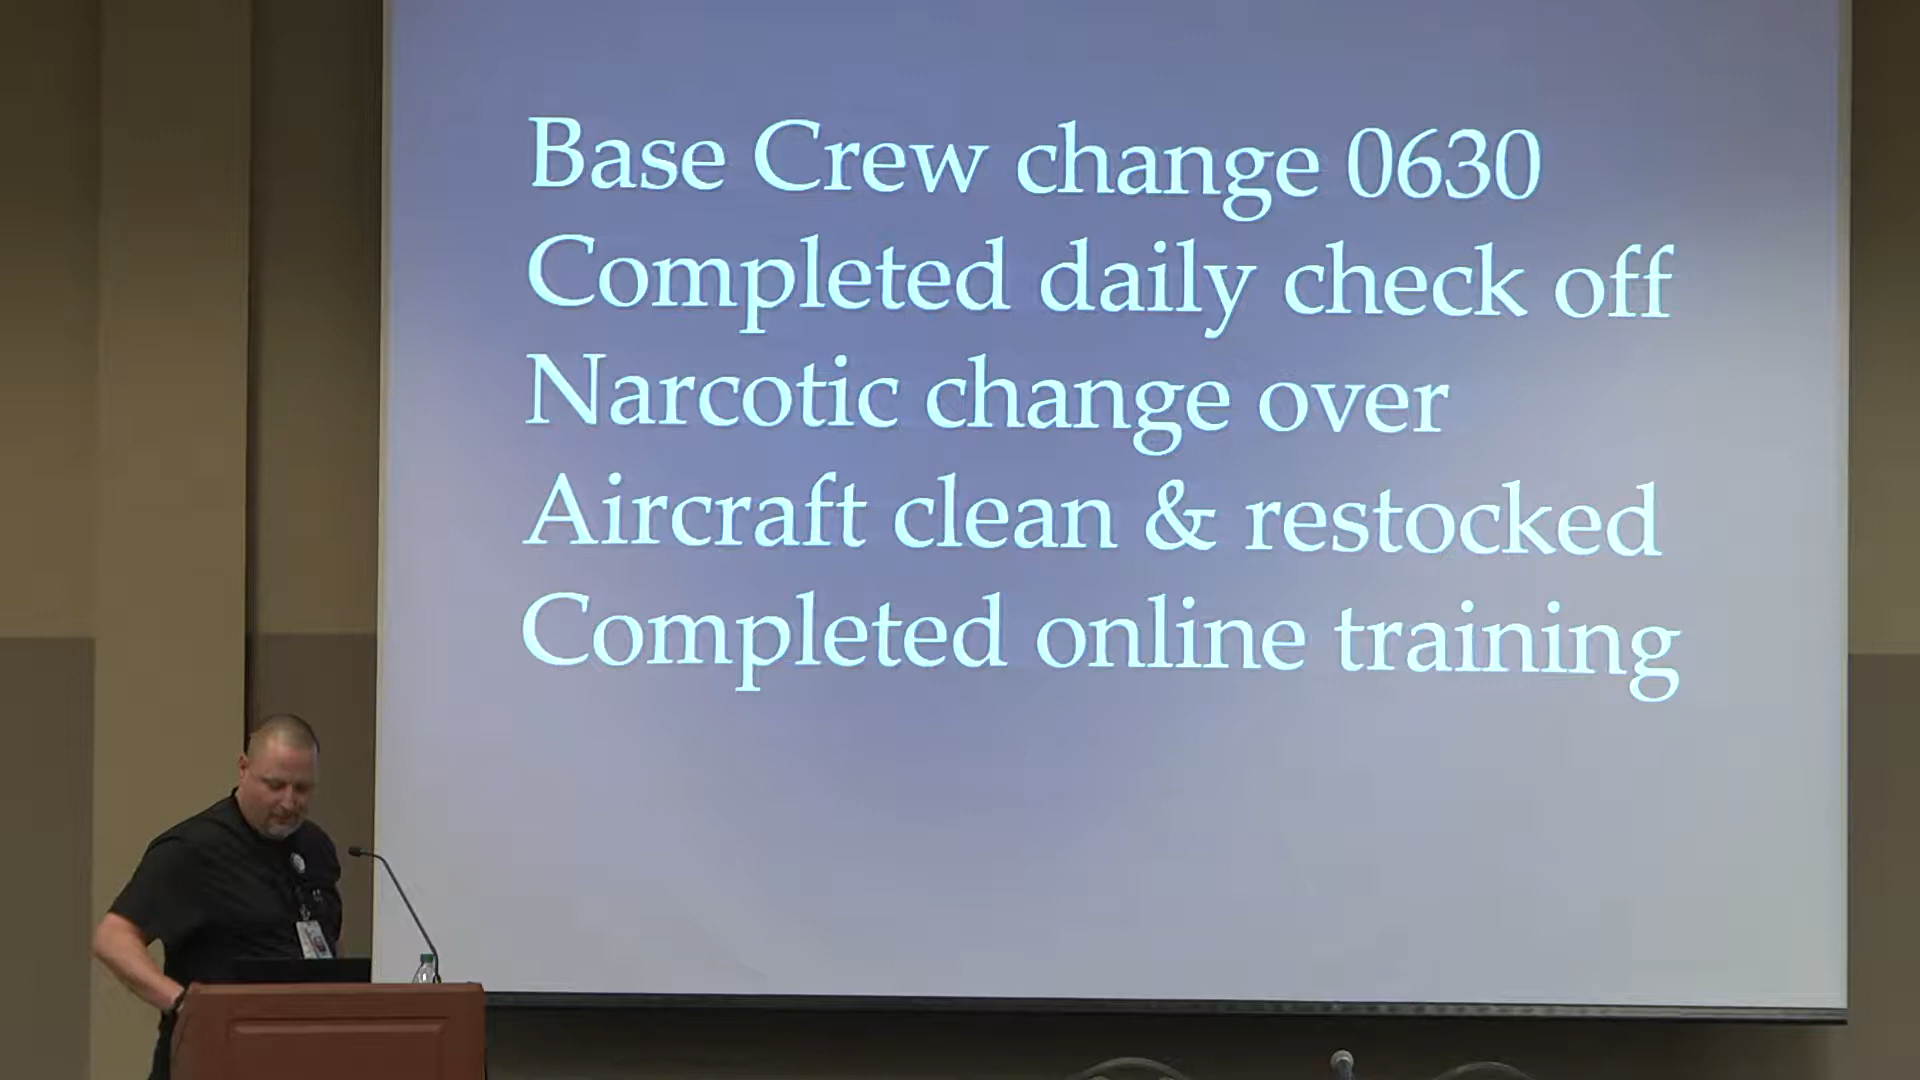 Base Crew change 0630
Completed daily check off
Narcotic change over
Aircraft clean & restocked
Completed online training